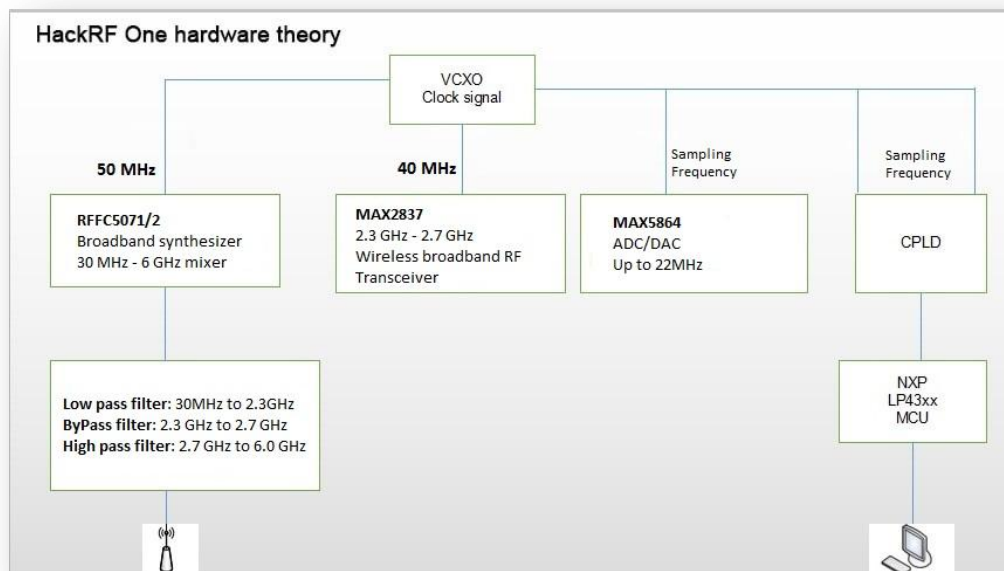 HackRF One hardware theory
VCXO
Clock signal
50 MHz
40 MHz
Sampling
Frequency
Sampling
Frequency
RFFC5071/2
Broadband synthesizer
30 MHz - 6 GHz mixer
MAX2837
2.3 GHz - 2.7 GHz
Wireless broadband RF
Transceiver
MAX5864
ADC/DAC
Up to 22MHz
CPLD
Low pass filter: 30MHz to 2.3GHz
ByPass filter: 2.3 GHz to 2.7 GHz
High pass filter: 2.7 GHz to 6.0 GHz
NXP
LP43xx
MCU